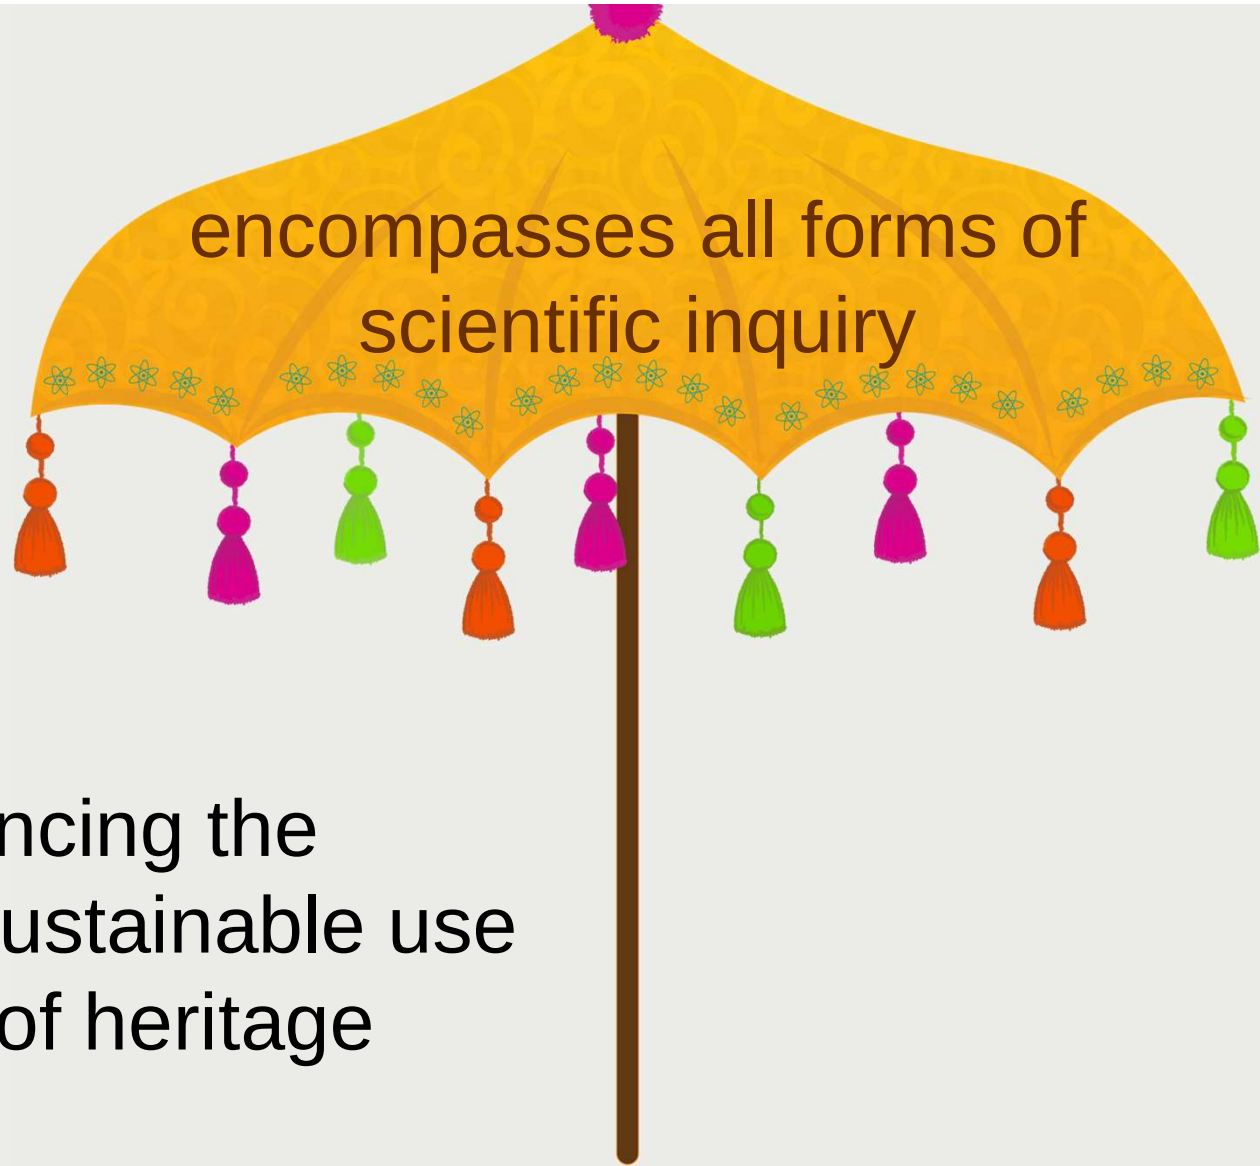 encompasses all forms of
scientific inquiry
ncing the
ustainable use
of heritage